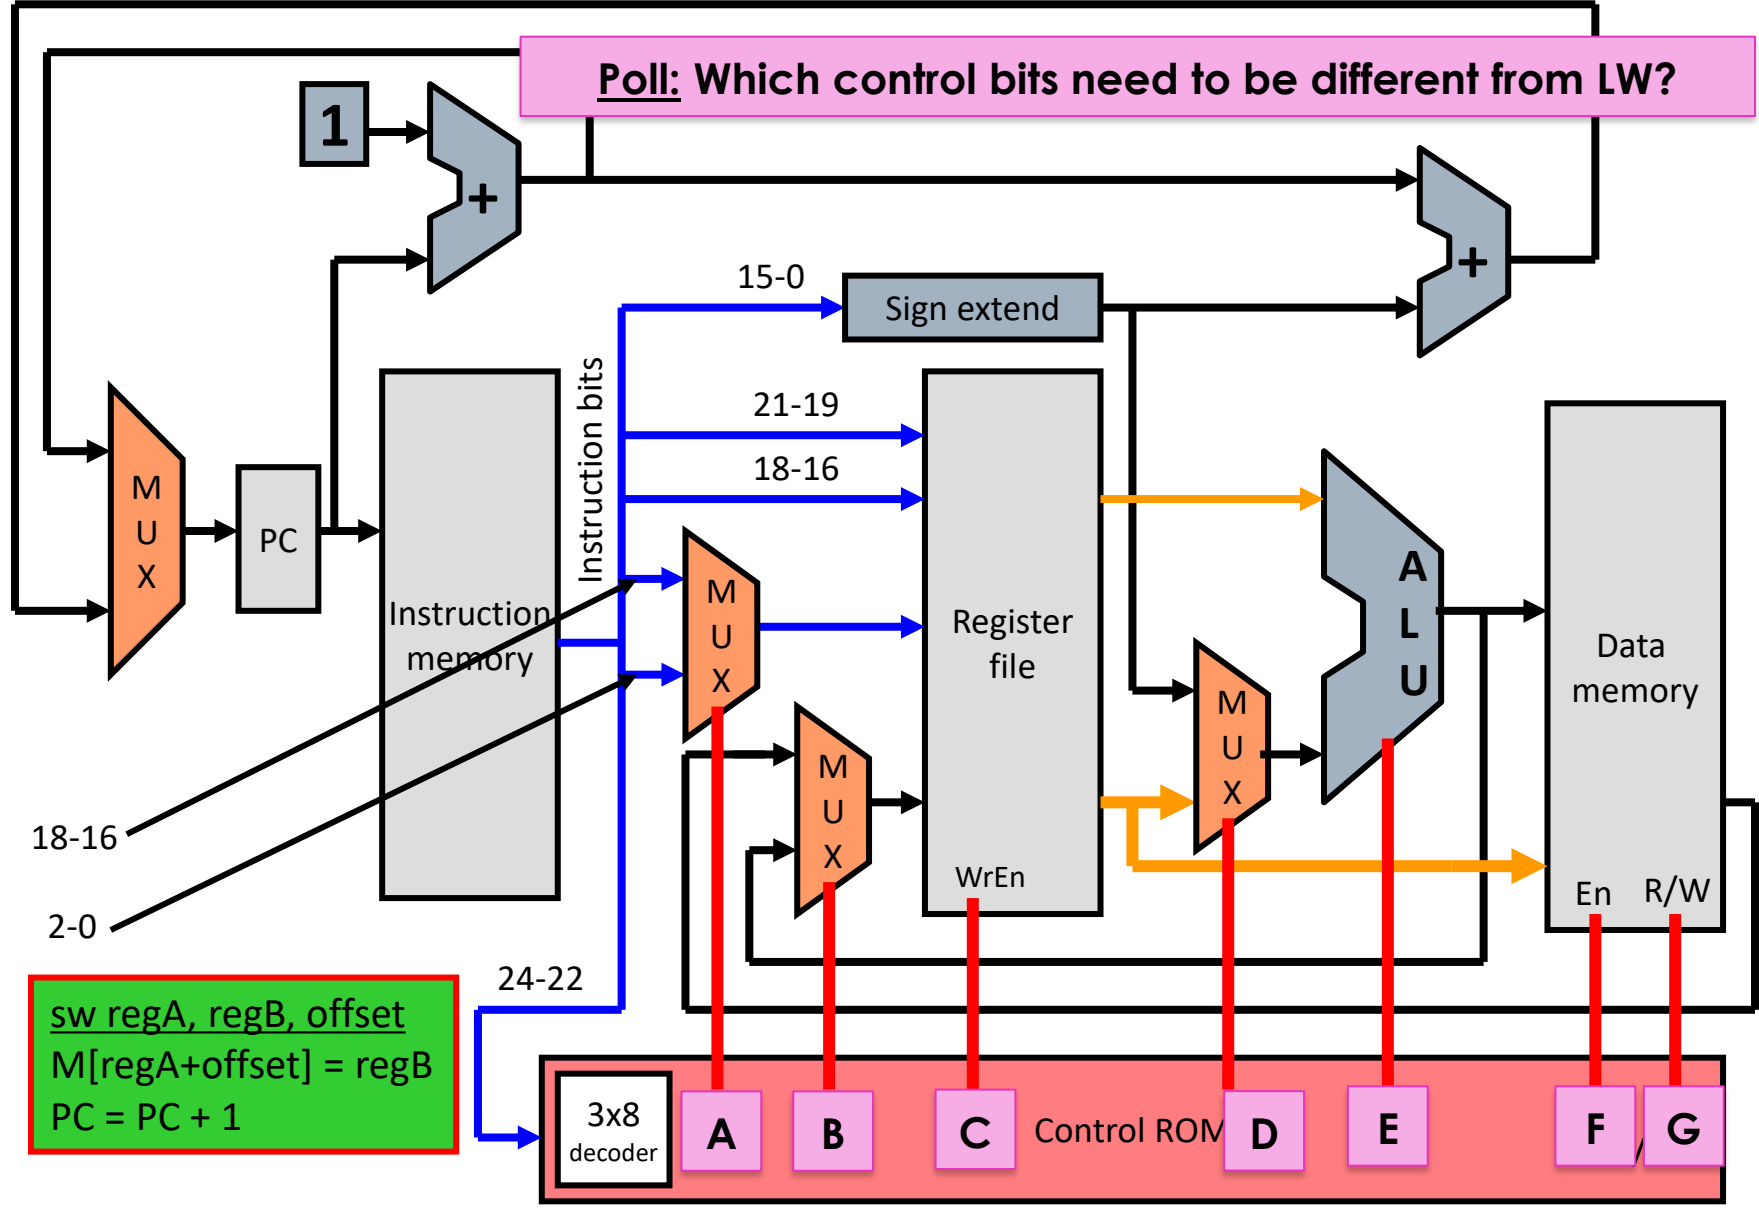 Poll: Which control bits need to be different from LW?
1
+
+
15-0
Sign extend
Instruction bits
21-19
18-16
M
U
X
PC
Instruction
memory
M
U
X
Register
file
WrEn
M
U
X
M
U
X
A
L
U
Data
memory
En
R/W
18-16
2-0
24-22
sw regA, regB, offset
M[regA+offset] = regB
PC = PC + 1
3x8
decoder
A
B
C
Control ROM
D
E
F
G